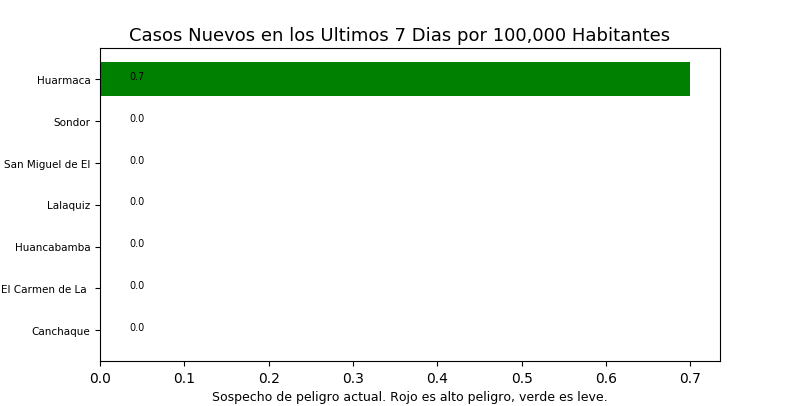 Casos Nuevos en los Ultimos 7 Dias por 100,000 Habitantes
Huarmaca 0.7
Sondor 0.0
San Miguel de El 0.0
Lalaquiz 0.0
Huancabamba 0.0
El Carmen de La 0.0
Canchaque 0.0
0.0 0.1 0.2 0.3 0.4 0.5 0.6 0.7
Sospecho de peligro actual. Rojo es alto peligro, verde es leve.